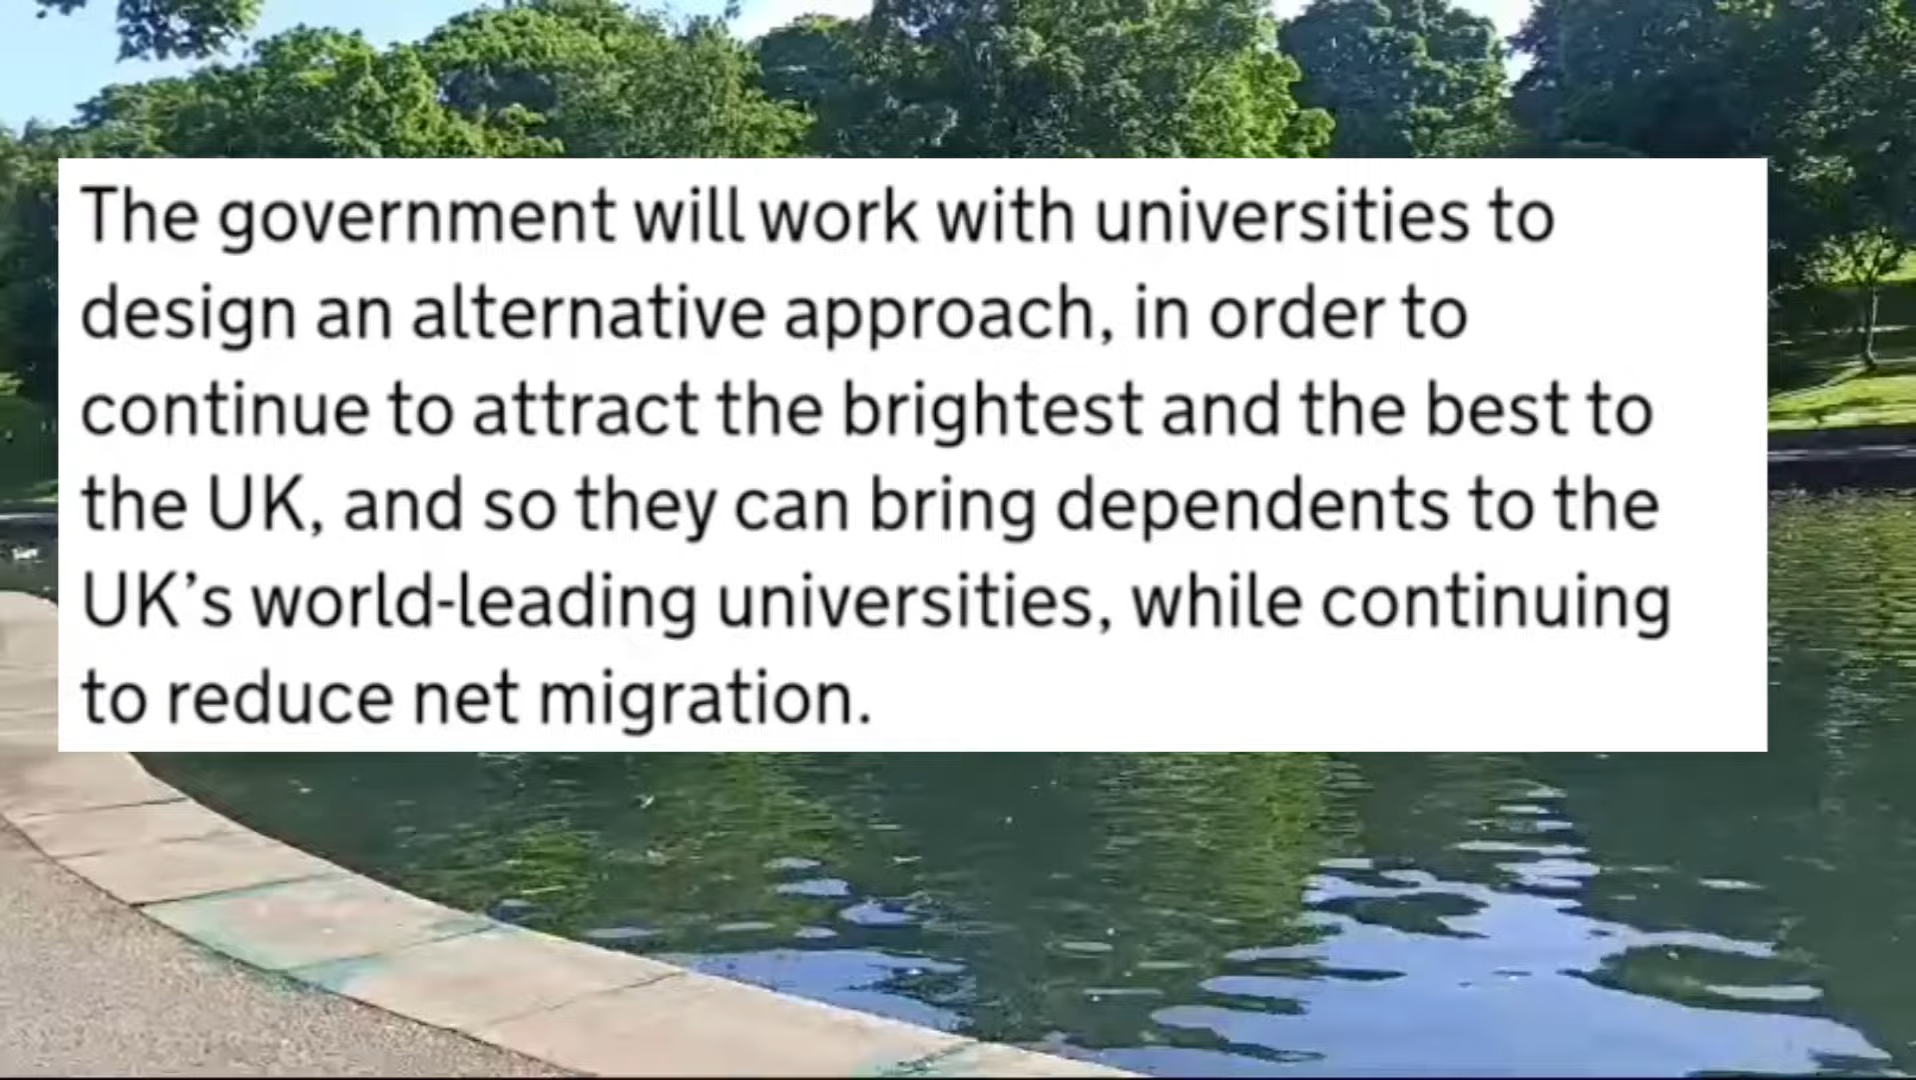 The government will work with universities to
design an alternative approach, in order to
continue to attract the brightest and the best to
the UK, and so they can bring dependents to the
UK’s world-leading universities, while continuing
to reduce net migration.